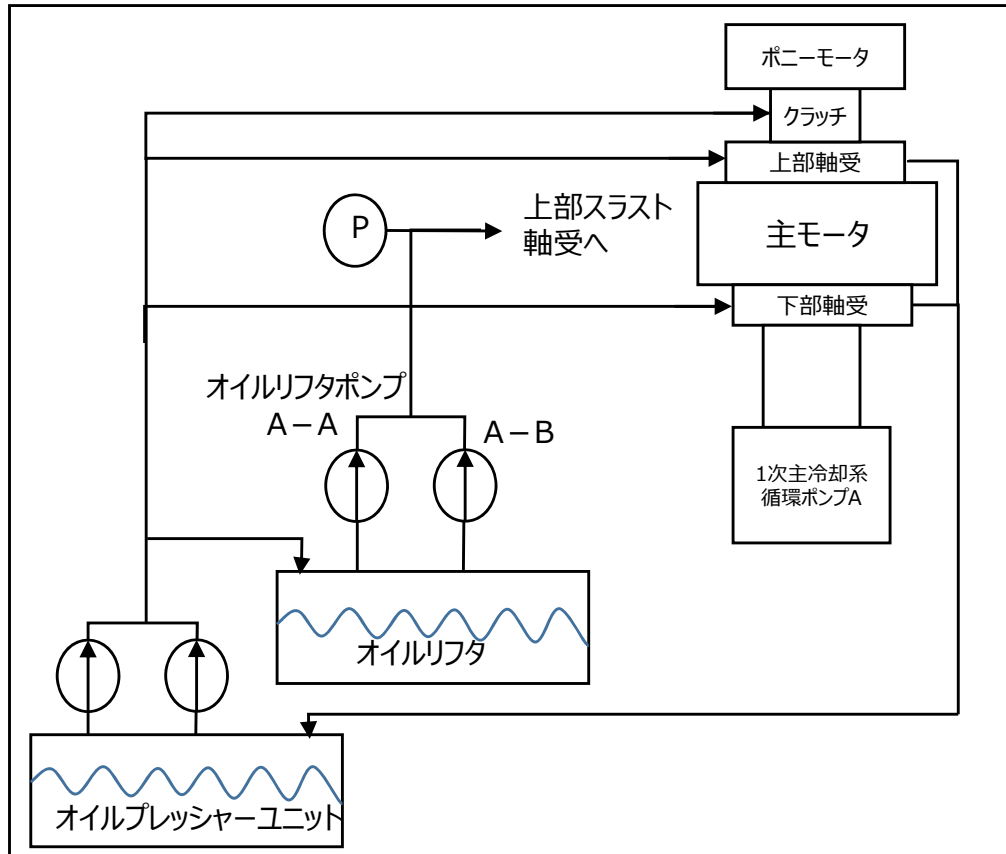 ポニーモータ
クラッチ
上部軸受
主モータ
下部軸受
1次主冷却系
循環ポンプA
P
上部スラスト
軸受へ
オイルリフタポンプ
A－A
A－B
オイルリフタ
オイルプレッシャーユニット